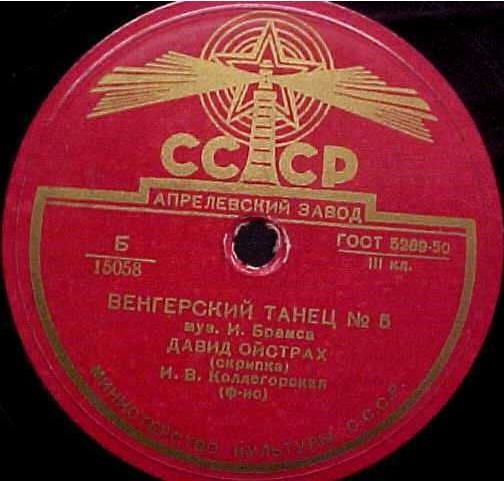 СССР
АПРЕЛЕВСКИЙ ЗАВОД
Б
15058
ГОСТ 5289-50
III кл.
ВЕНГЕРСКИЙ ТАНЕЦ № 5
муз. И. Брамса
ДАВИД ОЙСТРАХ
(скрипка)
И. В. Коллегорская
(ф-но)
МИНИСТЕРСТВО КУЛЬТУРЫ С.С.С.Р.